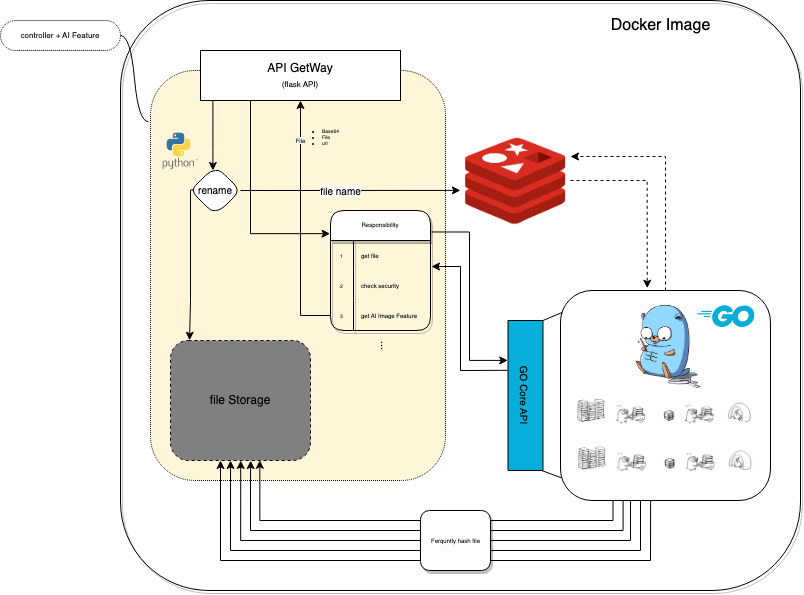 Docker Image
controller + AI Feature
API GetWay
(flask API)
File
Base64
File
url
python
rename
file name
Responsibility
1 get file
2 check security
3 get AI Image Feature
GO
GO Core API
file Storage
Ferquntly hash file